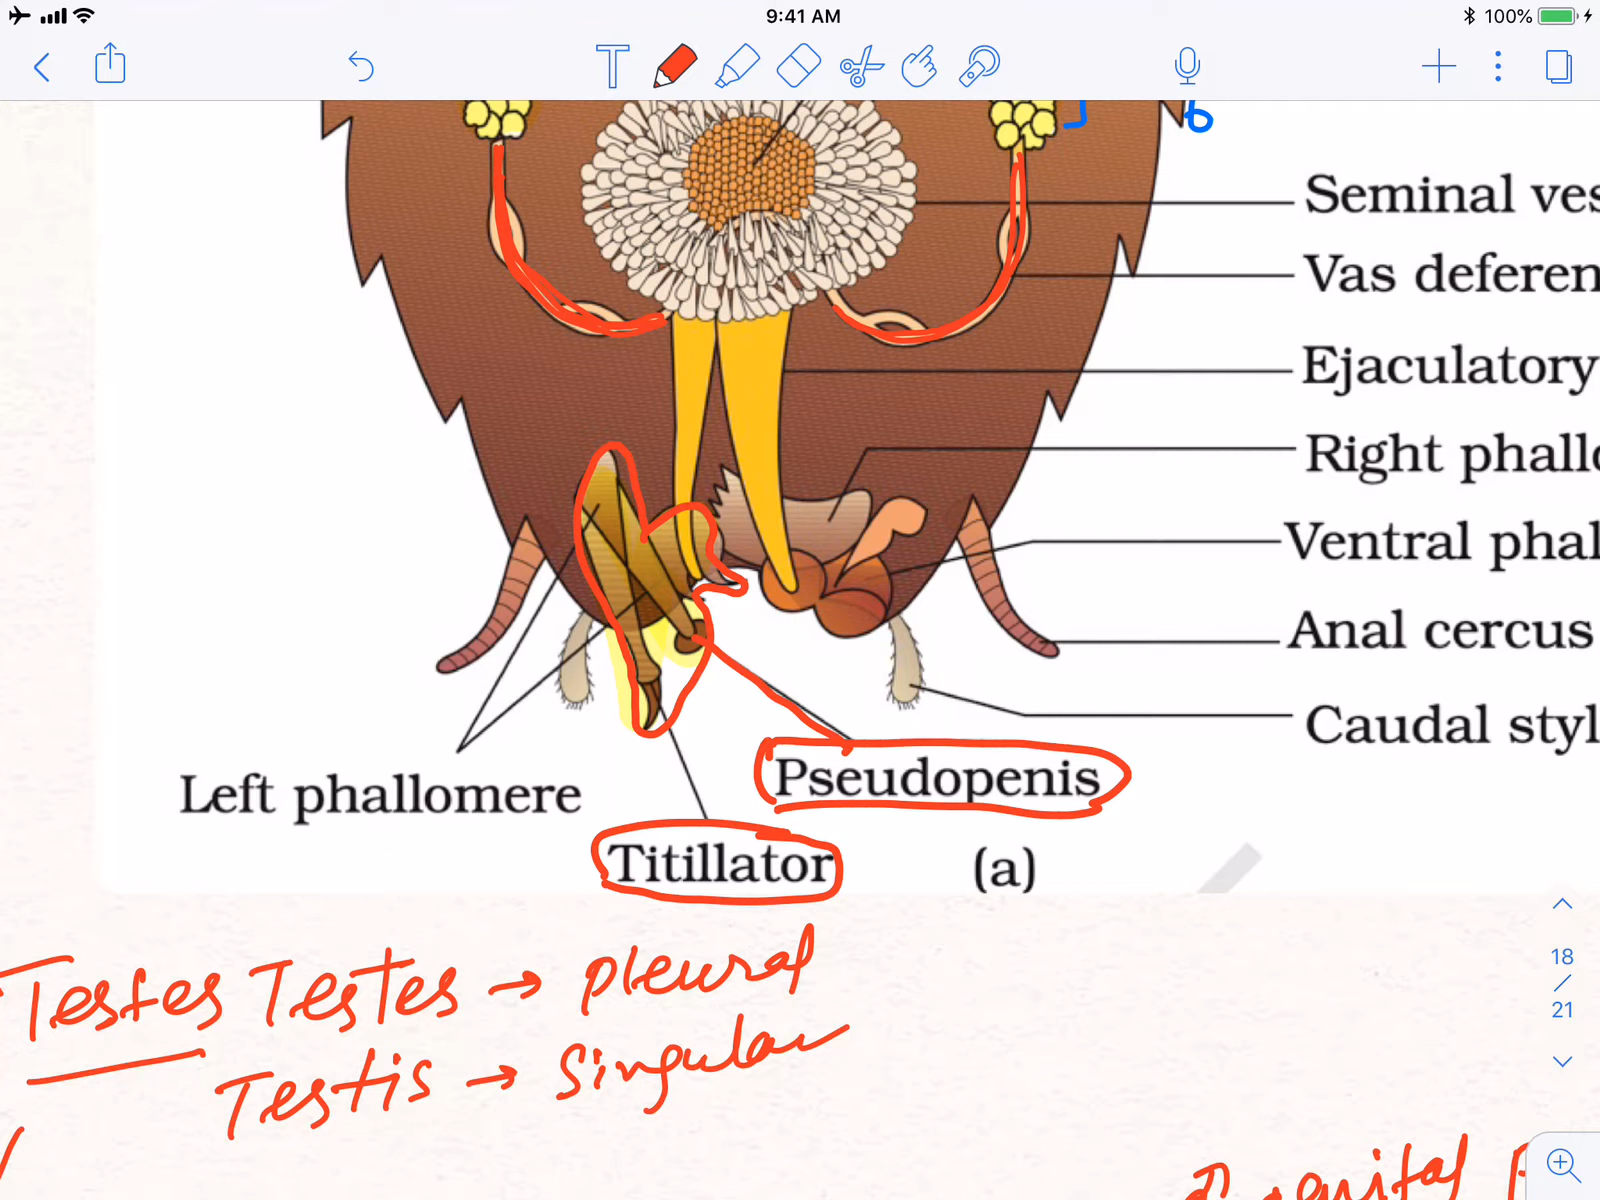 9:41 AM
100%
T
6
Seminal ves
Vas deferen
Ejaculatory
Right phallo
Ventral phal
Anal cercus
Caudal styl
Left phallomere
Pseudopenis
Titillator
(a)
Testes Testes → pleural
Testis → Singular
18
/
21